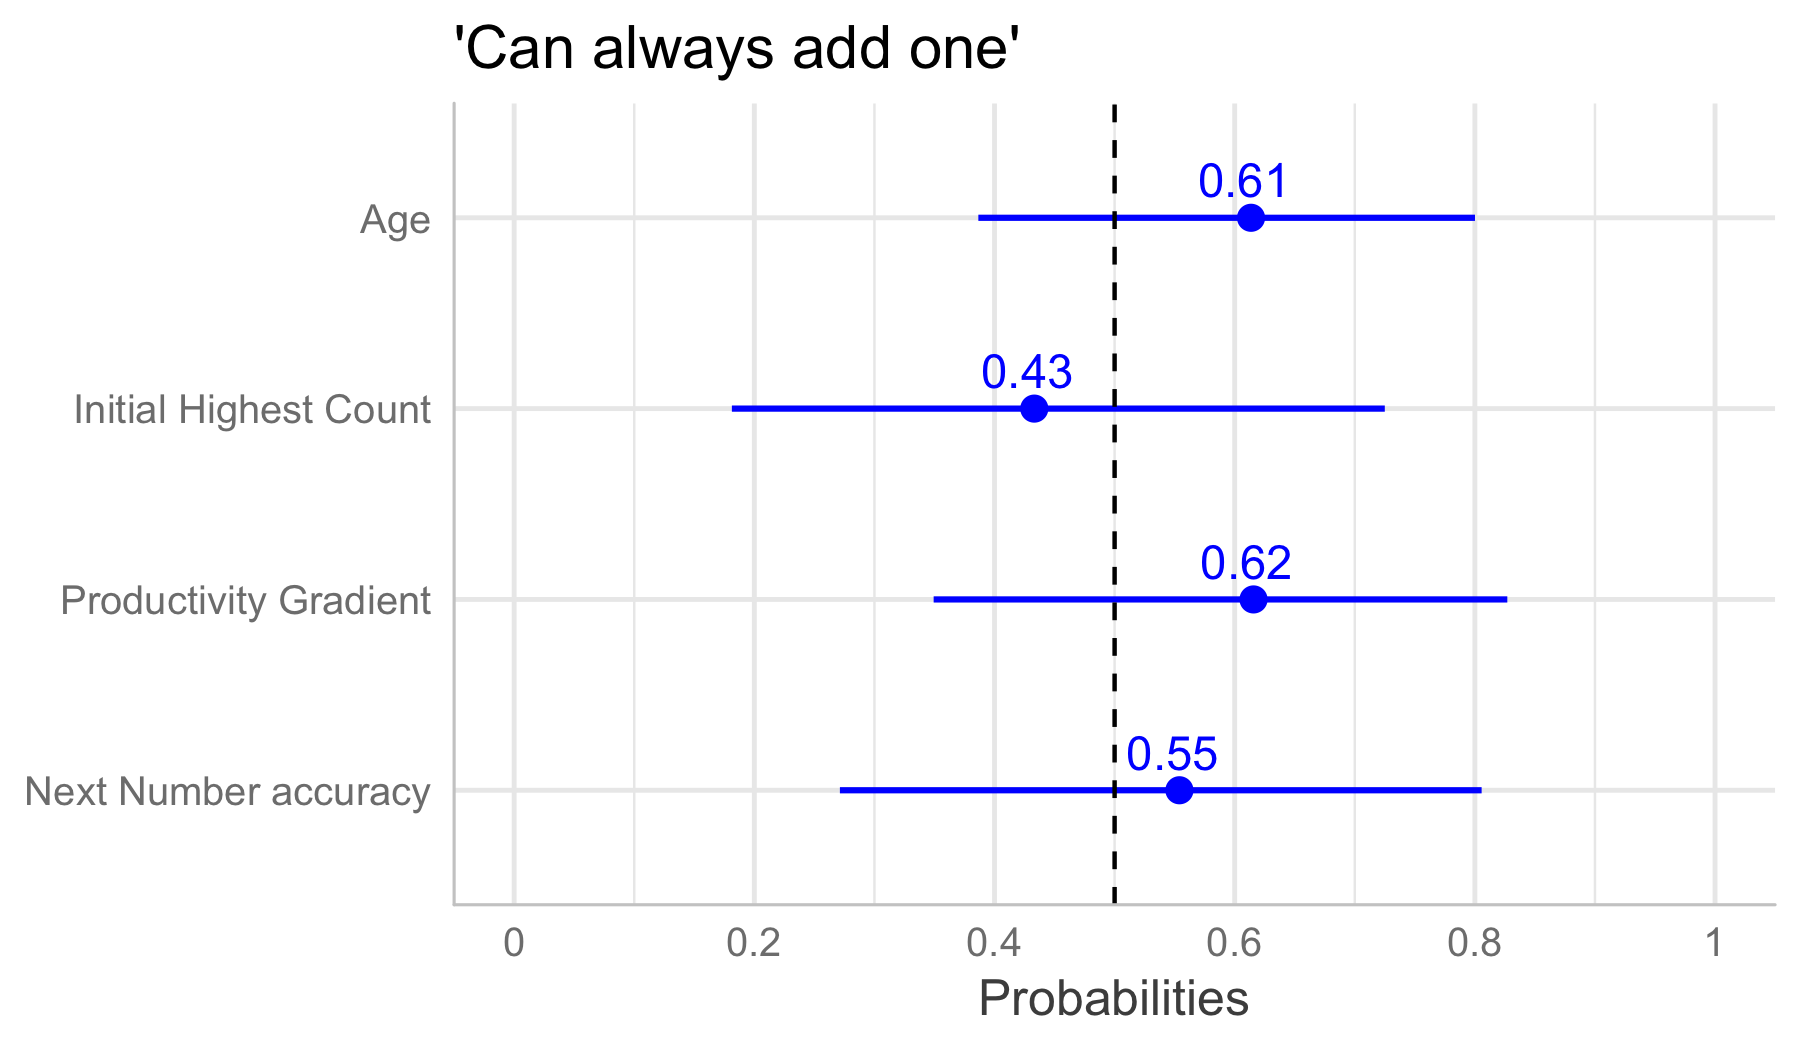 'Can always add one'
Age
0.61
Initial Highest Count
0.43
Productivity Gradient
0.62
Next Number accuracy
0.55
0 0.2 0.4 0.6 0.8 1
Probabilities